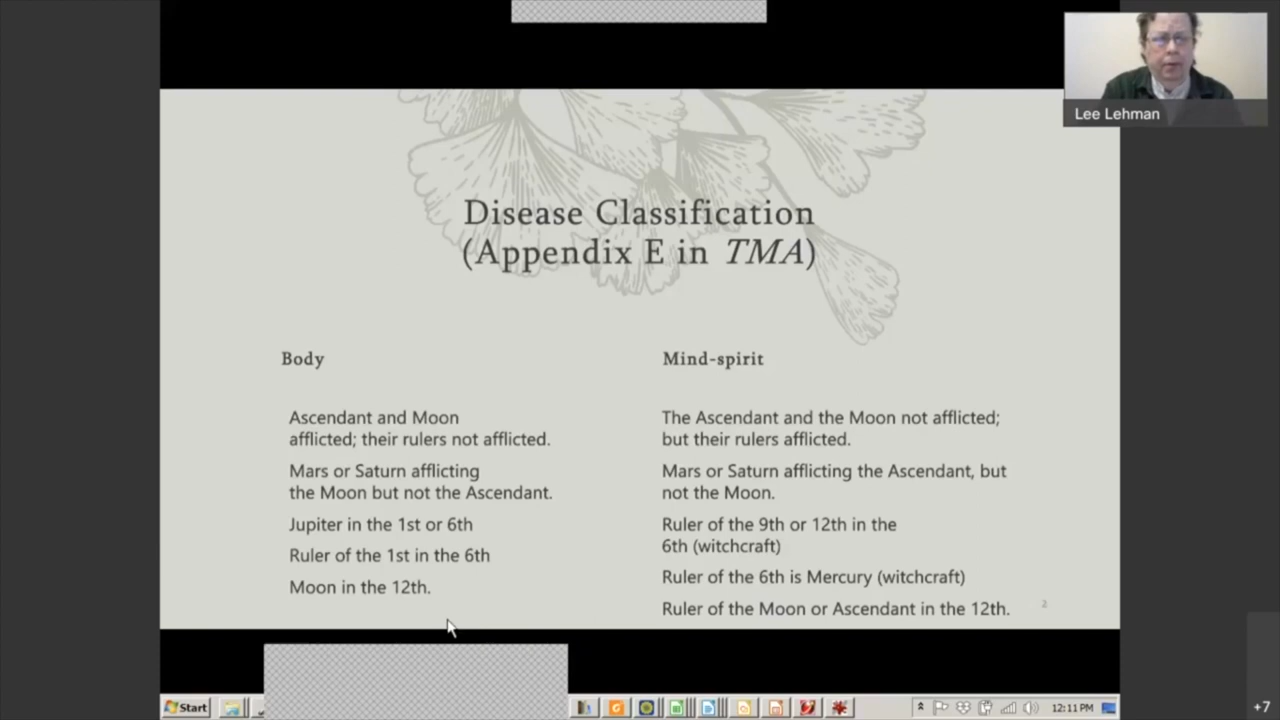 Lee Lehman
Disease Classification
(Appendix E in TMA)
Body
Ascendant and Moon
afflicted; their rulers not afflicted.
Mars or Saturn afflicting
the Moon but not the Ascendant.
Jupiter in the 1st or 6th
Ruler of the 1st in the 6th
Moon in the 12th.
Mind-spirit
The Ascendant and the Moon not afflicted;
but their rulers afflicted.
Mars or Saturn afflicting the Ascendant, but
not the Moon.
Ruler of the 9th or 12th in the
6th (witchcraft)
Ruler of the 6th is Mercury (witchcraft)
Ruler of the Moon or Ascendant in the 12th.
2
Start
12:11 PM
+7